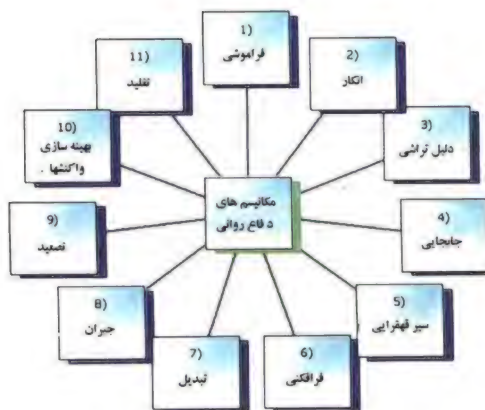 مکانیسم های
دفاع روانی
1)
فراموشی
2)
انکار
3)
دلیل تراشی
4)
جابجایی
5)
سیر قهقرایی
6)
فرافکنی
7)
تبدیل
8)
جبران
9)
تصعید
10)
بهینه سازی
واکنشها .
11)
تقلید